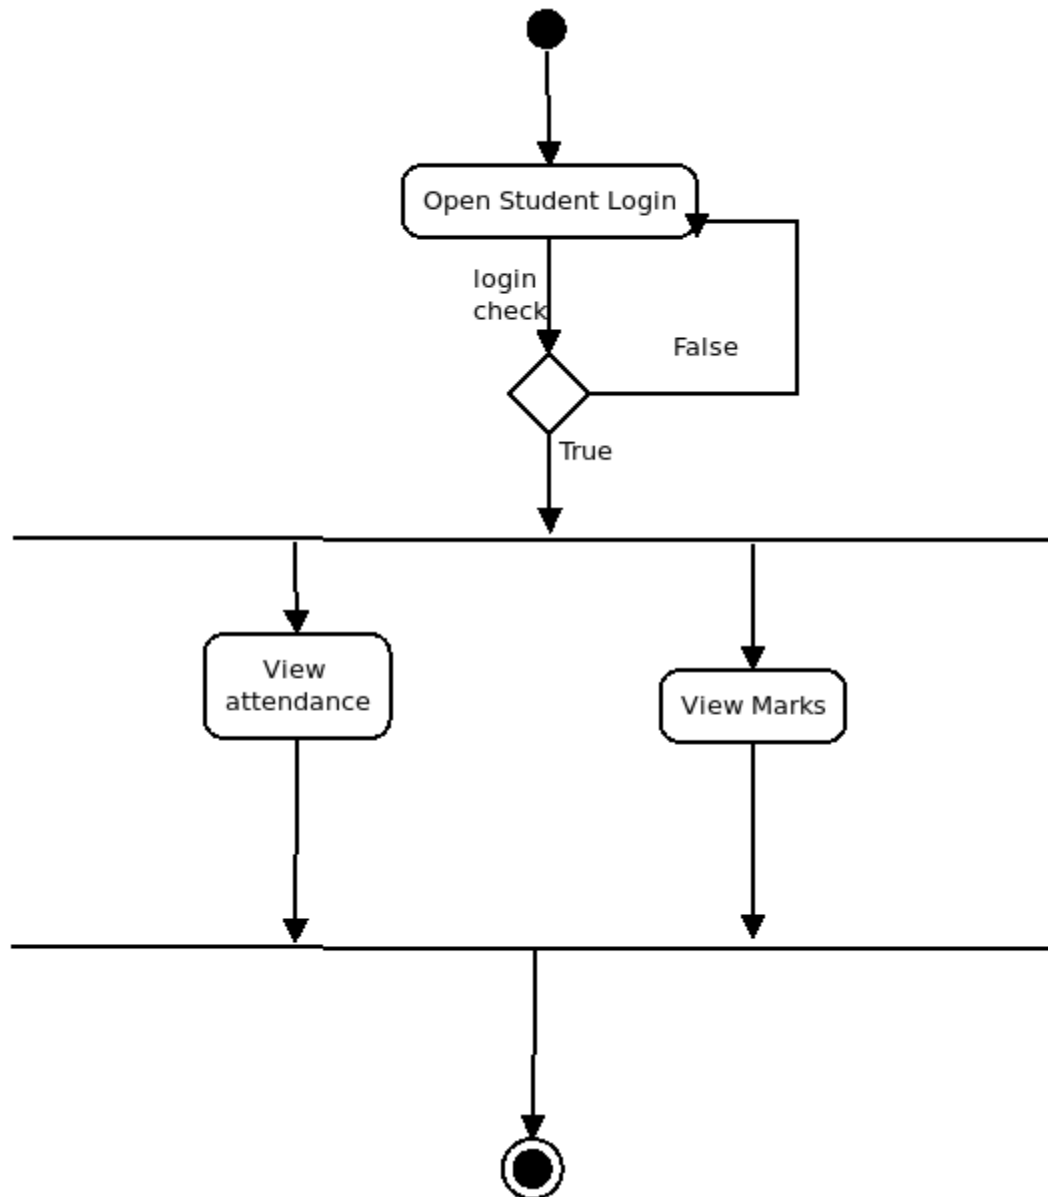 Open Student Login
login
check
False
True
View
attendance
View Marks